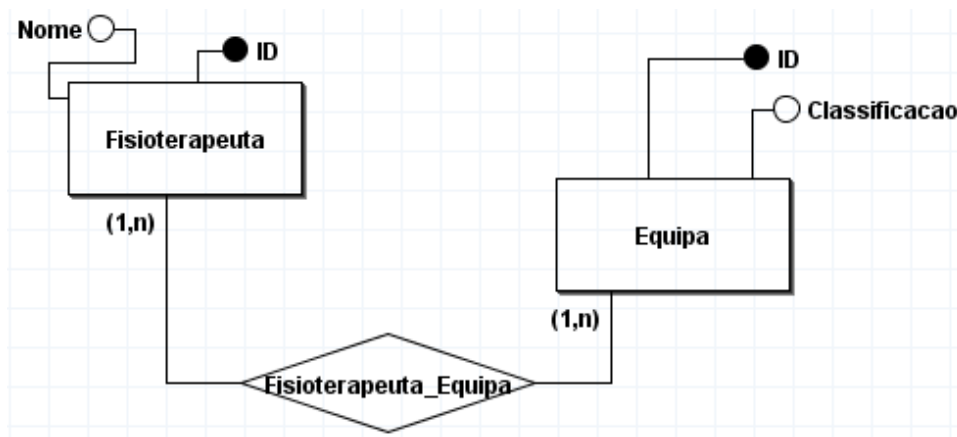 Nome
ID
Fisioterapeuta
(1,n)
ID
Classificacao
Equipa
(1,n)
Fisioterapeuta_Equipa